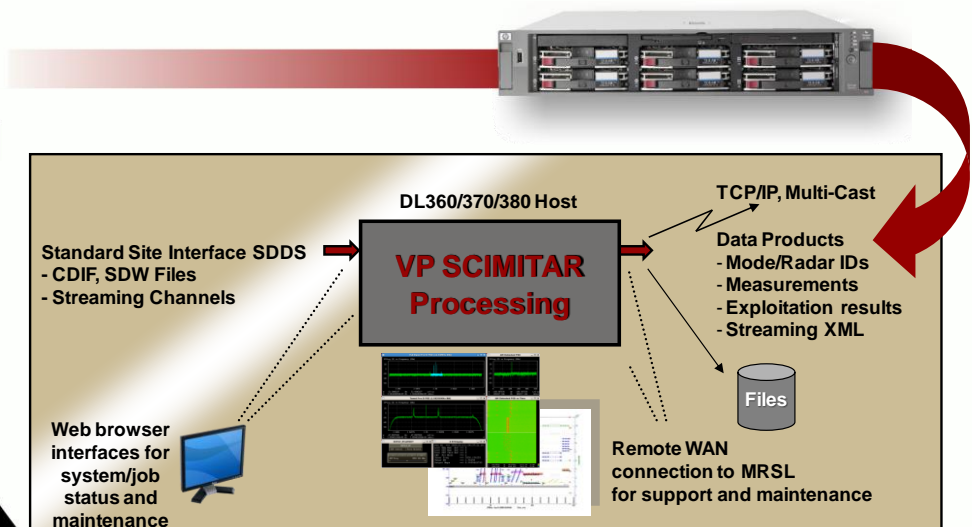 DL360/370/380 Host
TCP/IP, Multi-Cast
Standard Site Interface SDDS
- CDIF, SDW Files
- Streaming Channels
VP SCIMITAR
Processing
Data Products
- Mode/Radar IDs
- Measurements
- Exploitation results
- Streaming XML
Files
Web browser
interfaces for
system/job
status and
maintenance
Remote WAN
connection to MRSL
for support and maintenance